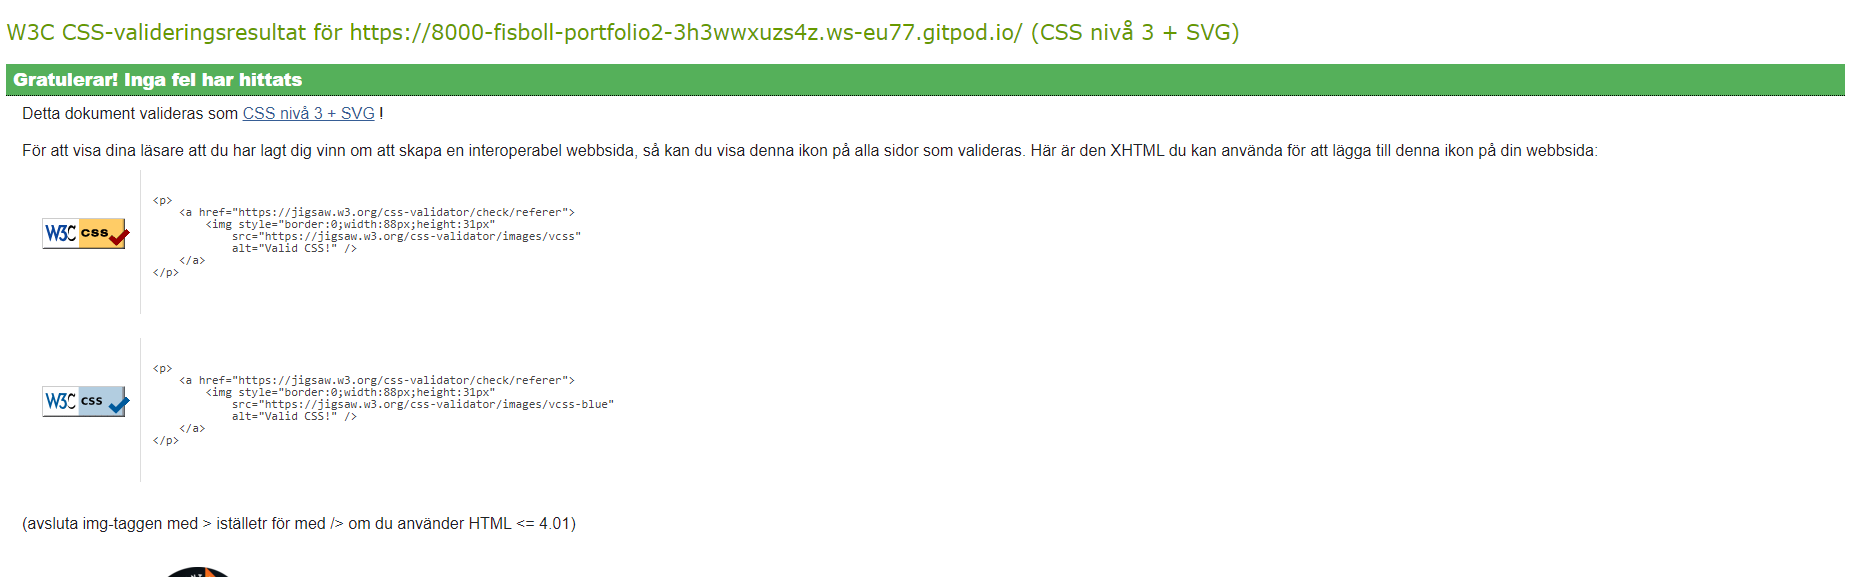 W3C CSS-valideringsresultat för https://8000-fisboll-portfolio2-3h3wwxuzs4z.ws-eu77.gitpod.io/ (CSS nivå 3 + SVG)
Gratulerar! Inga fel har hittats
Detta dokument valideras som CSS nivå 3 + SVG !
För att visa dina läsare att du har lagt dig vinn om att skapa en interoperabel webbsida, så kan du visa denna ikon på alla sidor som valideras. Här är den XHTML du kan använda för att lägga till denna ikon på din webbsida:
<p>
<a href="https://jigsaw.w3.org/css-validator/check/referer">
<img style="border:0;width:88px;height:31px"
W3C css
src="https://jigsaw.w3.org/css-validator/images/vcss"
alt="Valid CSS!" />
</a>
</p>
<p>
<a href="https://jigsaw.w3.org/css-validator/check/referer">
<img style="border:0;width:88px;height:31px"
W3C css
src="https://jigsaw.w3.org/css-validator/images/vcss-blue"
alt="Valid CSS!" />
</a>
</p>
(avsluta img-taggen med > iställetr för med /> om du använder HTML <= 4.01)